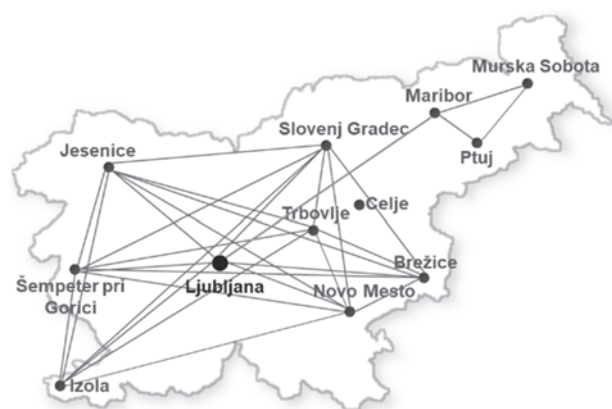 Murska Sobota
Maribor
Slovenj Gradec
Ptuj
Jesenice
Celje
Trbovlje
Brežice
Šempeter pri
Gorici
Ljubljana
Novo Mesto
Izola